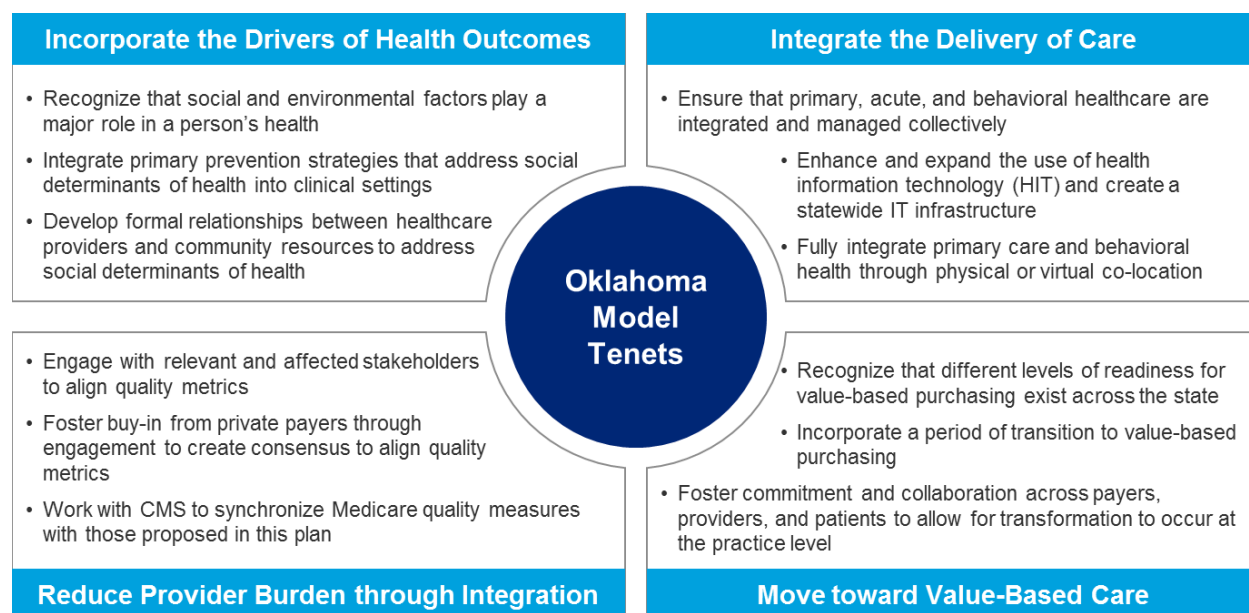 Incorporate the Drivers of Health Outcomes
• Recognize that social and environmental factors play a
major role in a person's health
• Integrate primary prevention strategies that address social
determinants of health into clinical settings
• Develop formal relationships between healthcare
providers and community resources to address
social determinants of health
Integrate the Delivery of Care
• Ensure that primary, acute, and behavioral healthcare are
integrated and managed collectively
• Enhance and expand the use of health
information technology (HIT) and create a
statewide IT infrastructure
• Fully integrate primary care and behavioral
health through physical or virtual co-location
Oklahoma
Model
Tenets
• Engage with relevant and affected stakeholders
to align quality metrics
• Foster buy-in from private payers through
engagement to create consensus to align quality
metrics
• Work with CMS to synchronize Medicare quality measures
with those proposed in this plan
Reduce Provider Burden through Integration
• Recognize that different levels of readiness for
value-based purchasing exist across the state
• Incorporate a period of transition to value-based
purchasing
• Foster commitment and collaboration across payers,
providers, and patients to allow for transformation to occur at
the practice level
Move toward Value-Based Care